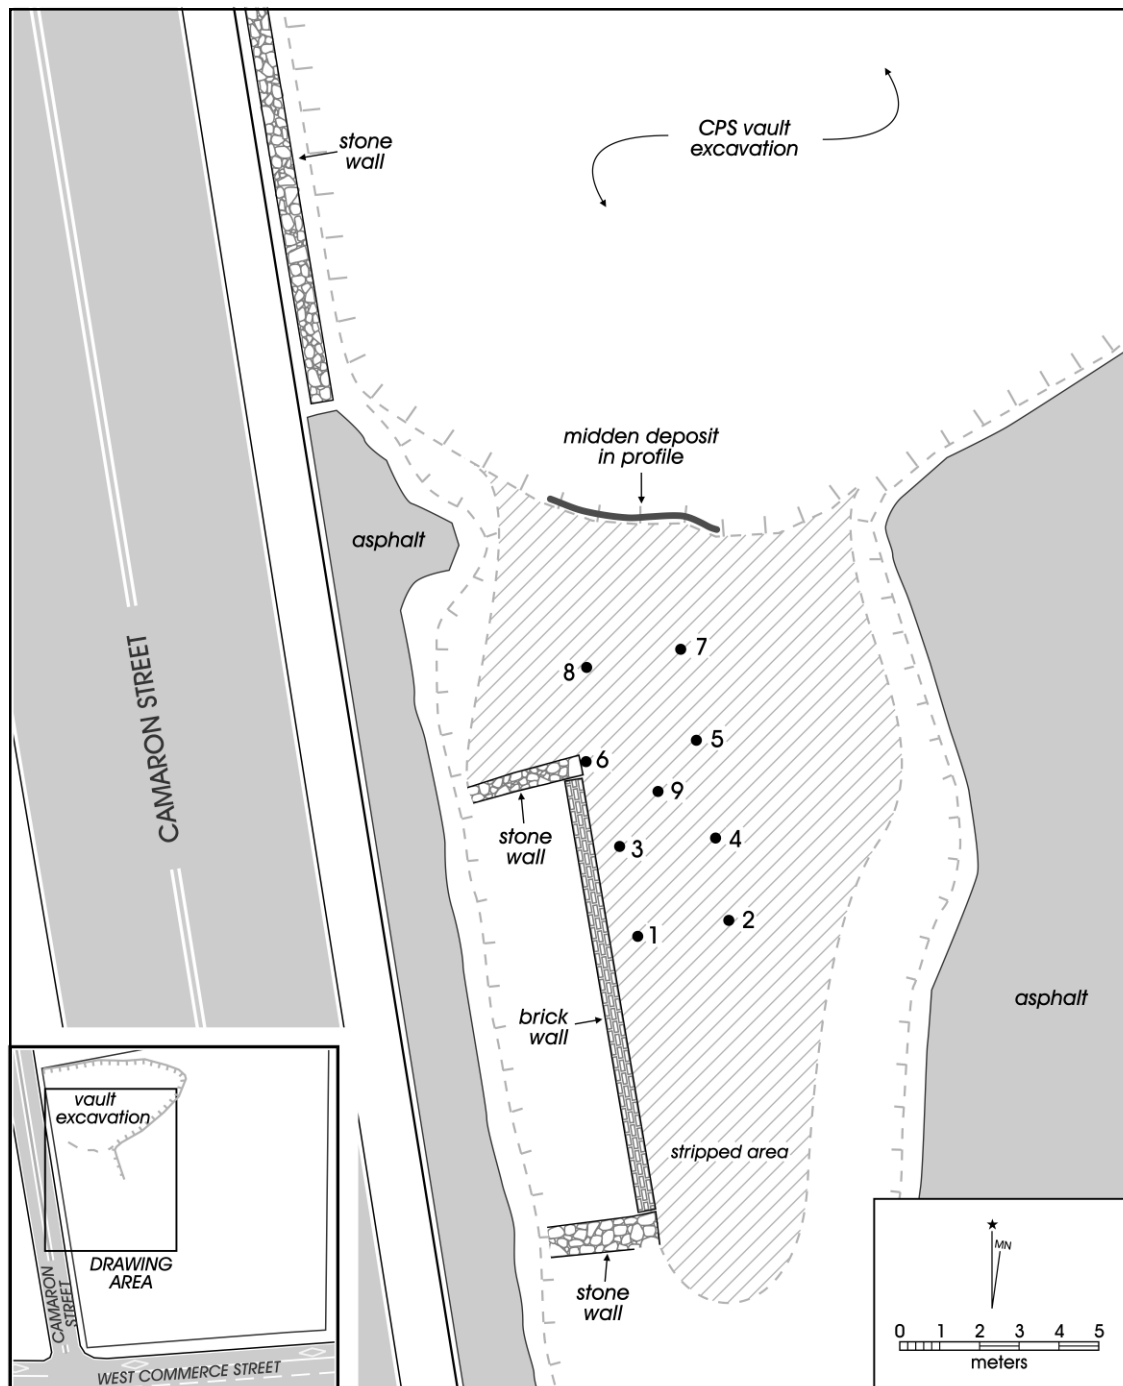 CPS vault
excavation
stone
wall
midden deposit
in profile
asphalt
CAMARON STREET
7
8
5
6
9
stone
wall
3
4
2
1
brick
wall
asphalt
stripped area
stone
wall
vault
excavation
DRAWING
AREA
CAMARON
STREET
WEST COMMERCE STREET
MN
0 1 2 3 4 5
meters